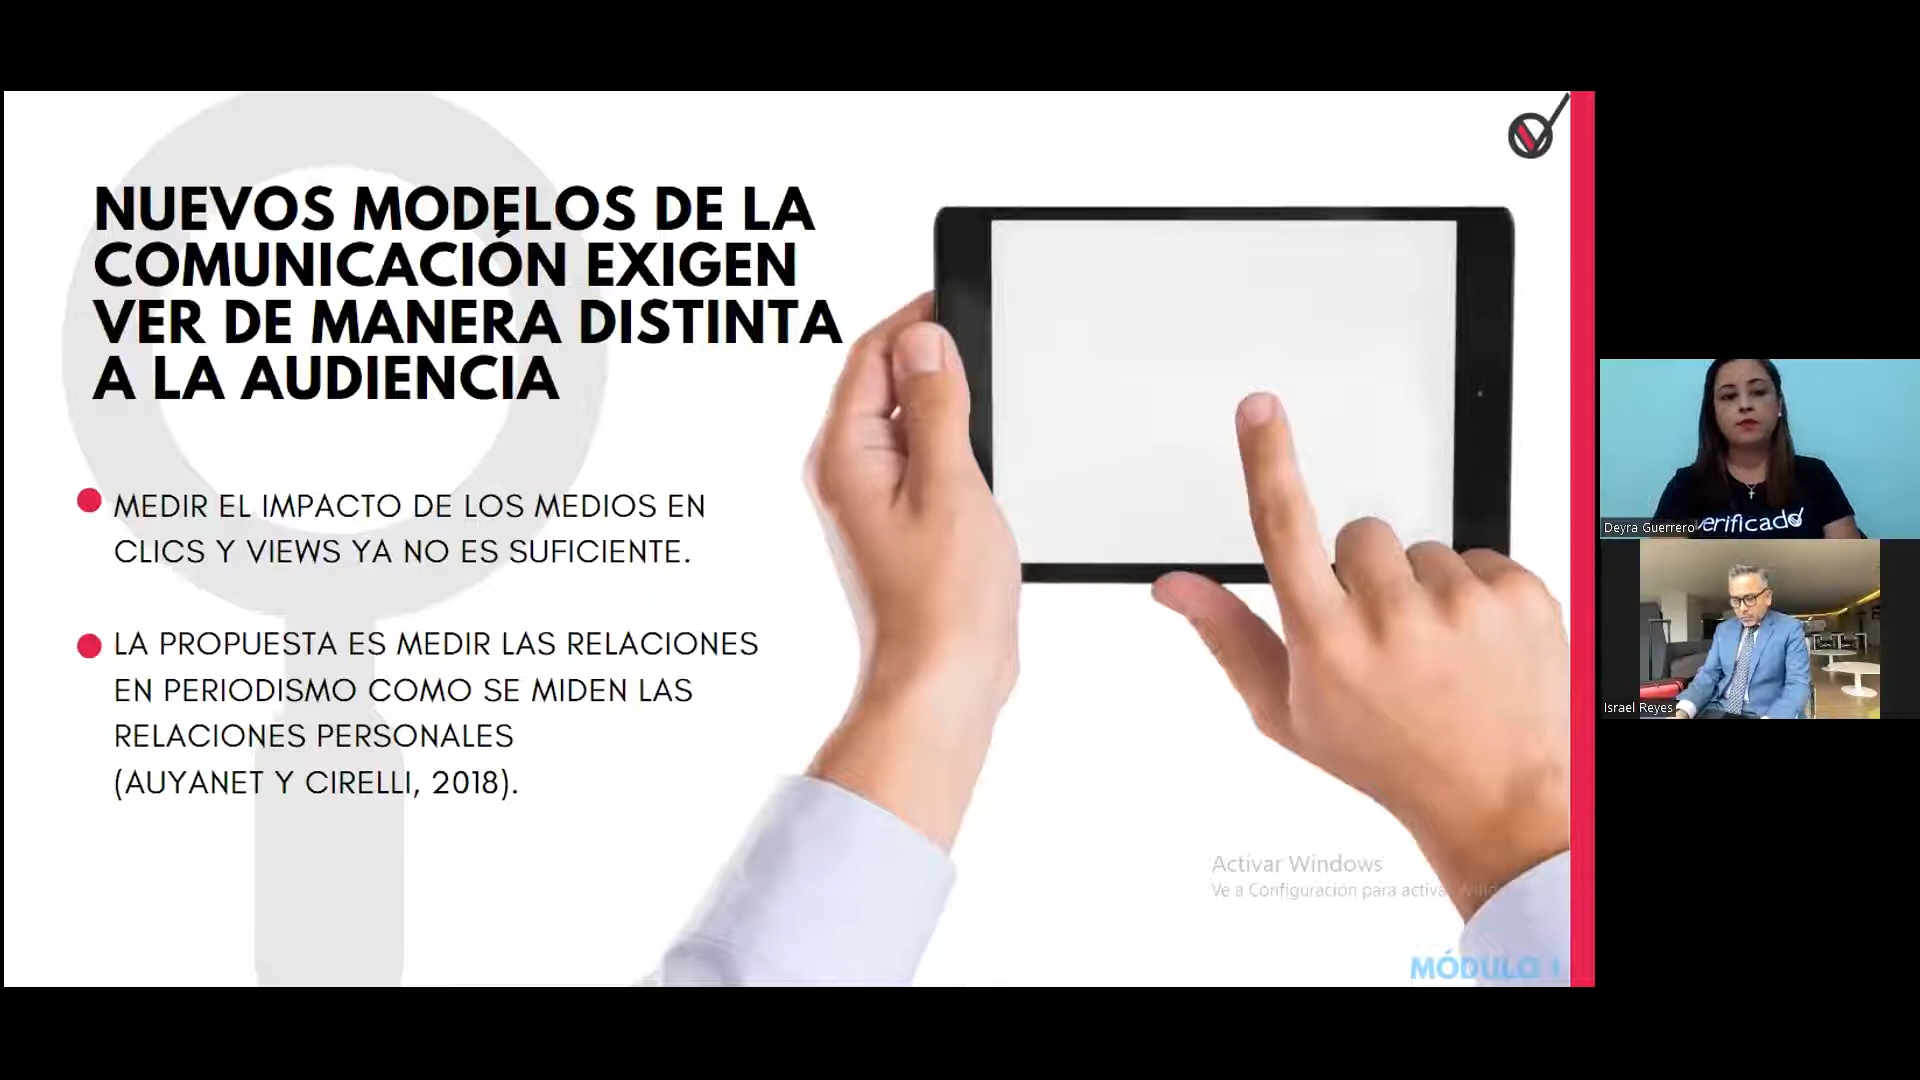 NUEVOS MODELOS DE LA
COMUNICACIÓN EXIGEN
VER DE MANERA DISTINTA
A LA AUDIENCIA
MEDIR EL IMPACTO DE LOS MEDIOS EN
CLICS Y VIEWS YA NO ES SUFICIENTE.
LA PROPUESTA ES MEDIR LAS RELACIONES
EN PERIODISMO COMO SE MIDEN LAS
RELACIONES PERSONALES
(AUYANET Y CIRELLI, 2018).
Activar Windows
Ve a Configuración para activar
MÓDULO 1
verificado
Deyra Guerrero
Israel Reyes